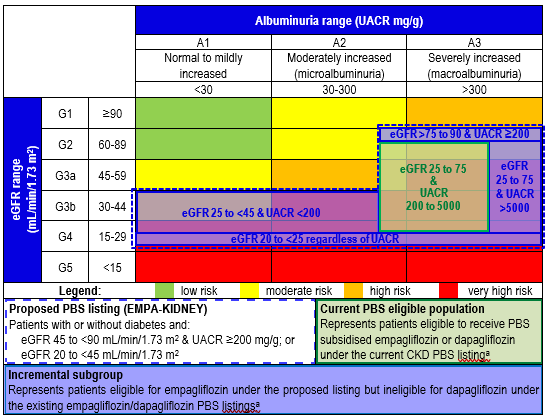 Albuminuria range (UACR mg/g)
A1
A2
A3
Normal to mildly increased
Moderately increased (microalbuminuria)
Severely increased (macroalbuminuria)
<30
30-300
>300
eGFR range
(mL/min/1.73 m²)
G1
≥90
G2
60-89
G3a
45-59
G3b
30-44
G4
15-29
G5
<15
eGFR >75 to 90 & UACR ≥200
eGFR 25 to 75
&
UACR
200 to 5000
eGFR
25 to 75
& UACR
>5000
eGFR 25 to <45 & UACR <200
eGFR 20 to <25 regardless of UACR
Legend:
low risk
moderate risk
high risk
very high risk
Proposed PBS listing (EMPA-KIDNEY)
Patients with or without diabetes and:
eGFR 45 to <90 mL/min/1.73 m² & UACR ≥200 mg/g; or
eGFR 20 to <45 mL/min/1.73 m²
Current PBS eligible population
Represents patients eligible to receive PBS
subsidised empagliflozin or dapagliflozin
under the current CKD PBS listingᵃ
Incremental subgroup
Represents patients eligible for empagliflozin under the proposed listing but ineligible for dapagliflozin under
the existing empagliflozin/dapagliflozin PBS listingsᵃ